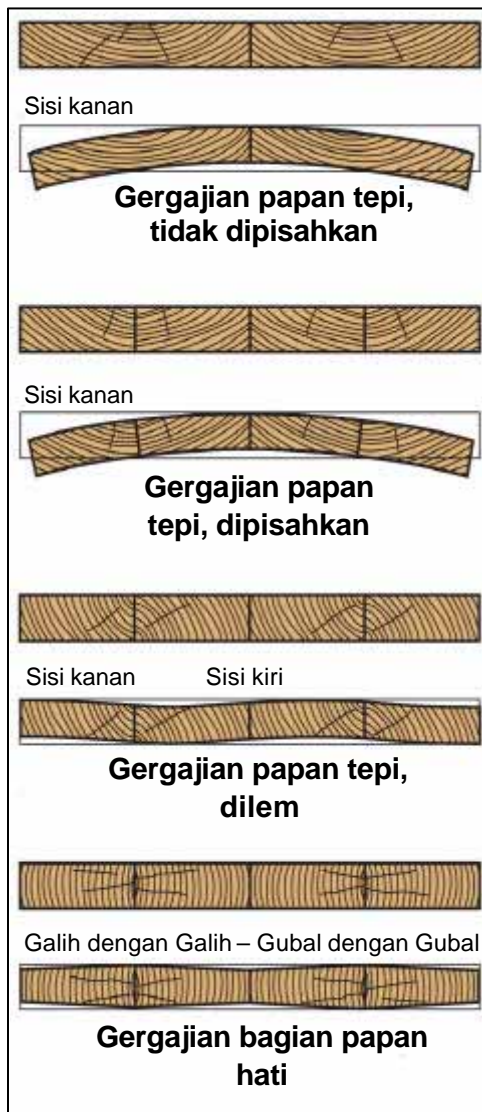 Sisi kanan
Gergajian papan tepi,
tidak dipisahkan
Sisi kanan
Gergajian papan
tepi, dipisahkan
Sisi kanan Sisi kiri
Gergajian papan tepi,
dilem
Galih dengan Galih – Gubal dengan Gubal
Gergajian bagian papan
hati